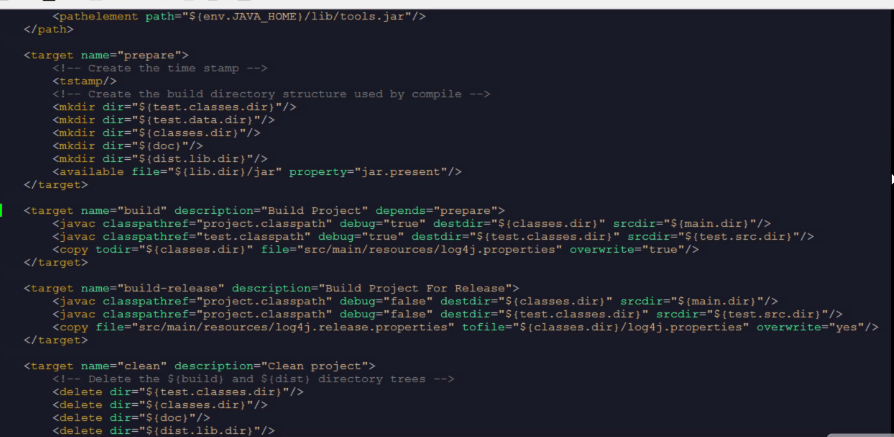 <pathelement path="${env.JAVA_HOME}/lib/tools.jar"/>
</path>
<target name="prepare">
<!-- Create the time stamp -->
<tstamp/>
<!-- Create the build directory structure used by compile -->
<mkdir dir="${test.classes.dir}"/>
<mkdir dir="${test.data.dir}"/>
<mkdir dir="${classes.dir}"/>
<mkdir dir="${doc}"/>
<mkdir dir="${dist.lib.dir}"/>
<available file="${lib.dir}/jar" property="jar.present"/>
</target>
<target name="build" description="Build Project" depends="prepare">
<javac classpathref="project.classpath" debug="true" destdir="${classes.dir}" srcdir="${main.dir}"/>
<javac classpathref="test.classpath" debug="true" destdir="${test.classes.dir}" srcdir="${test.src.dir}"/>
<copy todir="${classes.dir}" file="src/main/resources/log4j.properties" overwrite="true"/>
</target>
<target name="build-release" description="Build Project For Release">
<javac classpathref="project.classpath" debug="false" destdir="${classes.dir}" srcdir="${main.dir}"/>
<javac classpathref="project.classpath" debug="false" destdir="${test.classes.dir}" srcdir="${test.src.dir}"/>
<copy file="src/main/resources/log4j.release.properties" tofile="${classes.dir}/log4j.properties" overwrite="yes"/>
</target>
<target name="clean" description="Clean project">
<!-- Delete the ${build} and ${dist} directory trees -->
<delete dir="${test.classes.dir}"/>
<delete dir="${classes.dir}"/>
<delete dir="${doc}"/>
<delete dir="${dist.lib.dir}"/>